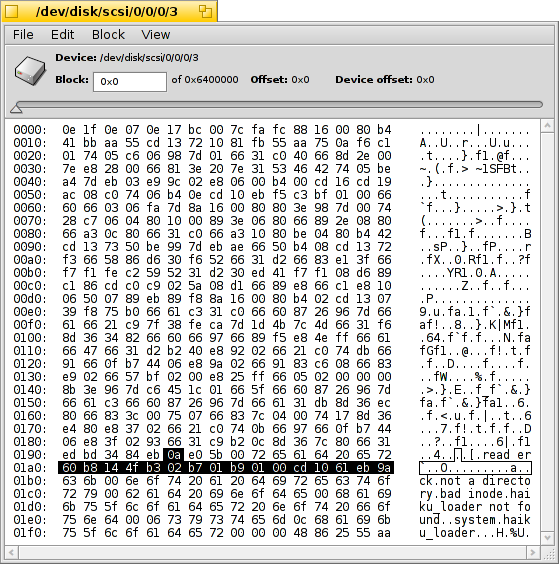 /dev/disk/scsi/0/0/0/3
File Edit Block View
Device: /dev/disk/scsi/0/0/0/3
Block: 0x0 of 0x6400000 Offset: 0x0 Device offset: 0x0
0000: 0e 1f 0e 07 0e 17 bc 00 7c fa fc 88 16 00 80 b4 ........|.......
0010: 41 bb aa 55 cd 13 72 10 81 fb 55 aa 75 0a f6 c1 A..U..r...U.u...
0020: 01 74 05 c6 06 98 7d 01 66 31 c0 40 66 8d 2e 00 .t....}.f1.@f...
0030: 7e e8 28 00 66 81 3e 20 7e 31 53 46 42 74 05 be ~.(.f.> ~1SFBt..
0040: a4 7d eb 03 e9 9c 02 e8 06 00 b4 00 cd 16 cd 19 .}..............
0050: ac 08 c0 74 06 b4 0e cd 10 eb f5 c3 bf 01 00 66 ...t...........f
0060: 60 66 03 06 fa 7d 8a 16 00 80 80 3e 98 7d 00 74 `f...}.....>.}.t
0070: 28 c7 06 04 80 10 00 89 3e 06 80 66 89 2e 08 80 (.......>..f....
0080: 66 a3 0c 80 66 31 c0 66 a3 10 80 be 04 80 b4 42 f...f1.f.......B
0090: cd 13 73 50 be 99 7d eb ae 66 50 b4 08 cd 13 72 ..sP..}..fP....r
00a0: f3 66 58 86 d6 30 f6 52 66 31 d2 66 83 e1 3f 66 .fX..0.Rf1.f..?f
00b0: f7 f1 fe c2 59 52 31 d2 30 ed 41 f7 f1 08 d6 89 ....YR1.0.A.....
00c0: c1 86 cd c0 c9 02 5a 08 d1 66 89 e8 66 c1 e8 10 ......Z..f..f...
00d0: 06 50 07 89 eb 89 f8 8a 16 00 80 b4 02 cd 13 07 .P..............
00e0: 39 f8 75 b0 66 61 c3 31 c0 66 60 87 26 96 7d 66 9.u.fa.1.f`.&.}f
00f0: 61 66 21 c9 7f 38 fe ca 7d 1d 4b 7c 4d 66 31 f6 af!..8..}.K|Mf1.
0100: 8d 36 34 82 66 60 66 97 66 89 f5 e8 4e ff 66 61 .64.f`f.f...N.fa
0110: 66 47 66 31 d2 b2 40 e8 92 02 66 21 c0 74 db 66 fGf1..@...f!.t.f
0120: 91 66 0f b7 44 06 e8 9a 02 66 91 83 c6 08 66 83 .f..D....f....f.
0130: e9 02 66 57 bf 02 00 e8 25 ff 66 05 02 00 00 00 ..fW....%.f.....
0140: 8b 3e 96 7d c6 45 1c 01 66 5f 66 60 87 26 96 7d .>.}.E..f_f`.&.}
0150: 66 61 c3 66 60 87 26 96 7d 66 61 31 db 8d 36 ec fa.f`.&.}fa1..6.
0160: 80 66 83 3c 00 75 07 66 83 7c 04 00 74 17 8d 36 .f.<.u.f.|..t..6
0170: ec 37 81 fe 21 74 66 0f 66 97 66 0f b7 44
0180: 06 e8 3f 02 93 66 31 c9 b2 0c 8d 36 7c 80 66 31 ..?..f1....6|.f1
0190: ed bd 34 84 eb 0a e0 5b 00 72 65 61 64 20 65 72 ..4....[.read er
01a0: 60 b8 14 4f b3 02 b7 01 b9 01 00 cd 10 61 eb 9a `..O.........a..
01b0: 63 6b 00 6e 6f 74 20 61 20 64 69 72 65 63 74 6f ck.not a directo
01c0: 72 79 00 62 61 64 20 69 6e 6f 64 65 00 68 61 69 ry.bad inode.hai
01d0: 6b 75 5f 6c 6f 61 64 65 72 20 6e 6f 74 20 66 6f ku_loader not fo
01e0: 75 6e 64 00 06 73 79 73 74 65 6d 0c 68 61 69 6b und..system.haik
01f0: 75 5f 6c 6f 61 64 65 72 00 00 00 48 86 25 55 aa u_loader...H.%U.